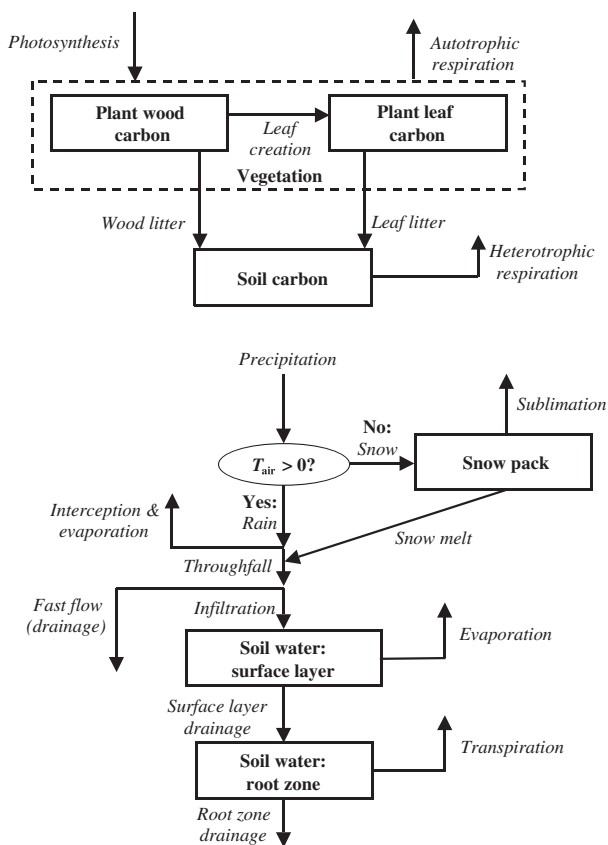 Photosynthesis
Autotrophic
respiration
Plant wood
carbon
Leaf
creation
Plant leaf
carbon
Vegetation
Wood litter
Leaf litter
Soil carbon
Heterotrophic
respiration
Precipitation
Sublimation
No:
Snow
T air > 0?
Snow pack
Yes:
Rain
Interception &
evaporation
Snow melt
Throughfall
Fast flow
(drainage)
Infiltration
Soil water:
surface layer
Evaporation
Surface layer
drainage
Soil water:
root zone
Transpiration
Root zone
drainage